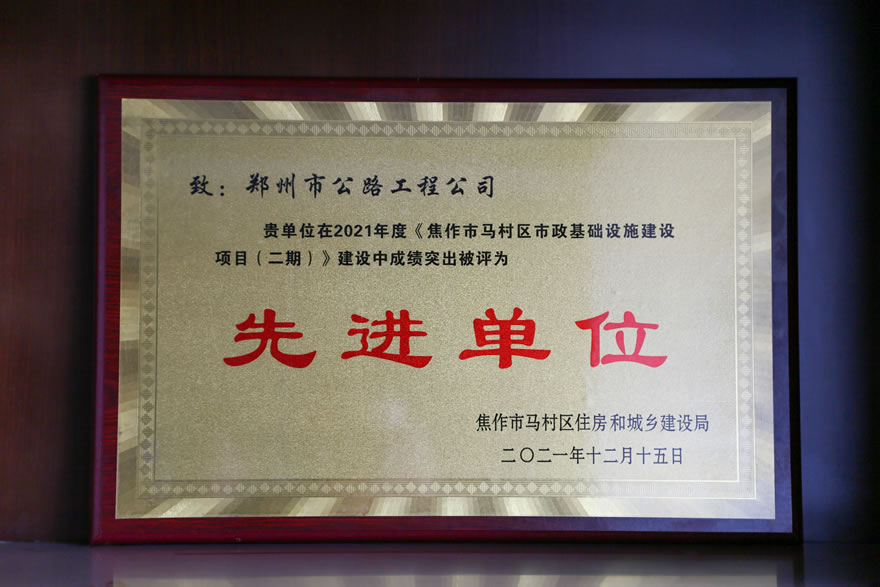 致：郑州市公路工程公司
贵单位在2021年度《焦作市马村区市政基础设施建设
项目（二期）》建设中成绩突出被评为
先进单位
焦作市马村区住房和城乡建设局
二〇二一年十二月十五日